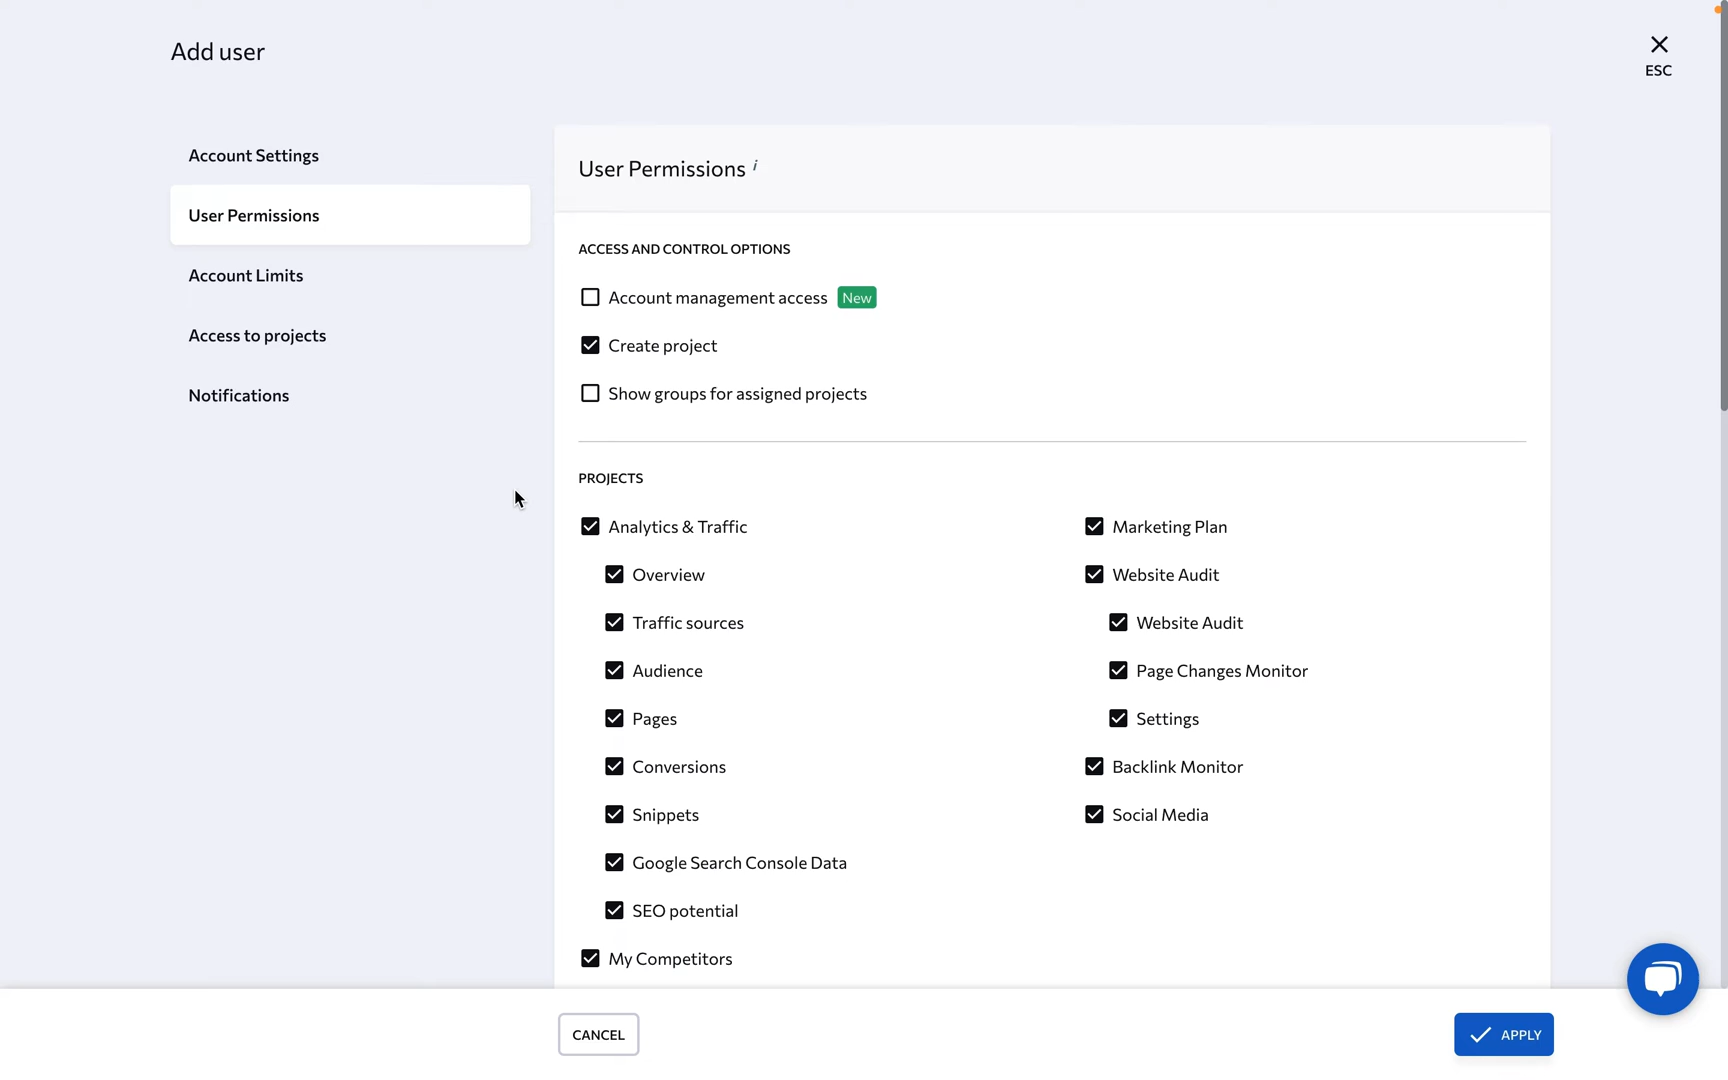 Add user
ESC
Account Settings
User Permissions
Account Limits
Access to projects
Notifications
User Permissions i
ACCESS AND CONTROL OPTIONS
Account management access New
Create project
Show groups for assigned projects
PROJECTS
Analytics & Traffic
Overview
Traffic sources
Audience
Pages
Conversions
Snippets
Google Search Console Data
SEO potential
My Competitors
Marketing Plan
Website Audit
Website Audit
Page Changes Monitor
Settings
Backlink Monitor
Social Media
CANCEL
APPLY